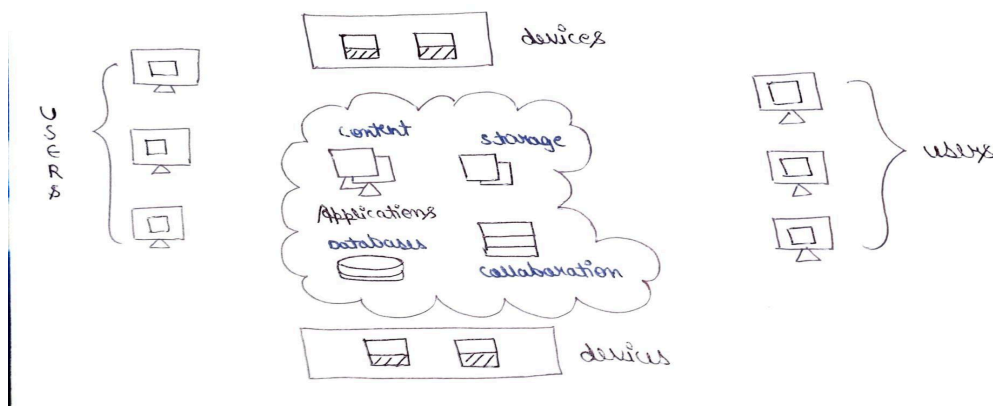 devices
USERS
content
storage
Applications
Databases
collaboration
users
devices